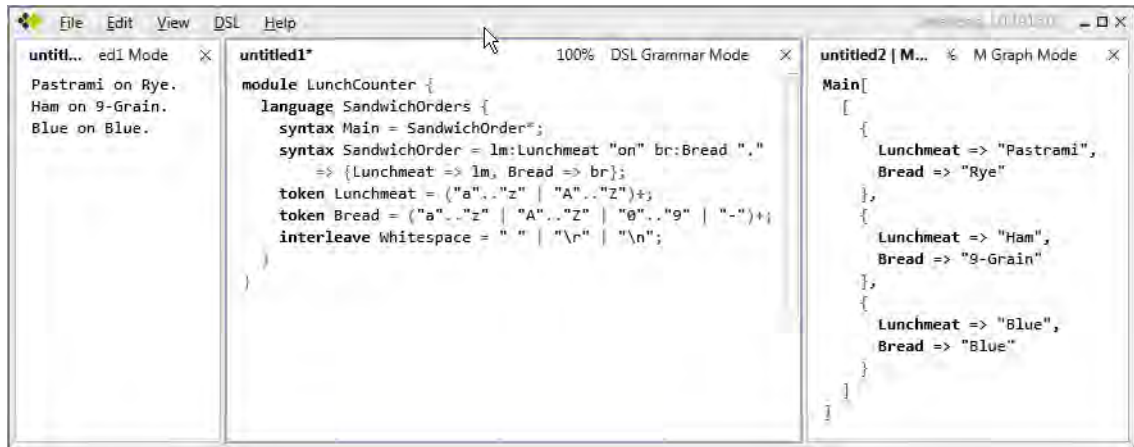 File Edit View DSL Help
untitl... ed1 Mode
Pastrami on Rye.
Ham on 9-Grain.
Blue on Blue.
untitled1* 100% DSL Grammar Mode
module LunchCounter {
language SandwichOrders {
syntax Main = SandwichOrder*;
syntax SandwichOrder = lm:Lunchmeat "on" br:Bread "."
=> {Lunchmeat => lm, Bread => br};
token Lunchmeat = ("a".."z" | "A".."Z")+;
token Bread = ("a".."z" | "A".."Z" | "0".."9" | "-")+;
interleave Whitespace = " " | "\r" | "\n";
}
}
untitled2 | M... % M Graph Mode
Main[
[
{
Lunchmeat => "Pastrami",
Bread => "Rye"
},
{
Lunchmeat => "Ham",
Bread => "9-Grain"
},
{
Lunchmeat => "Blue",
Bread => "Blue"
}
]
]